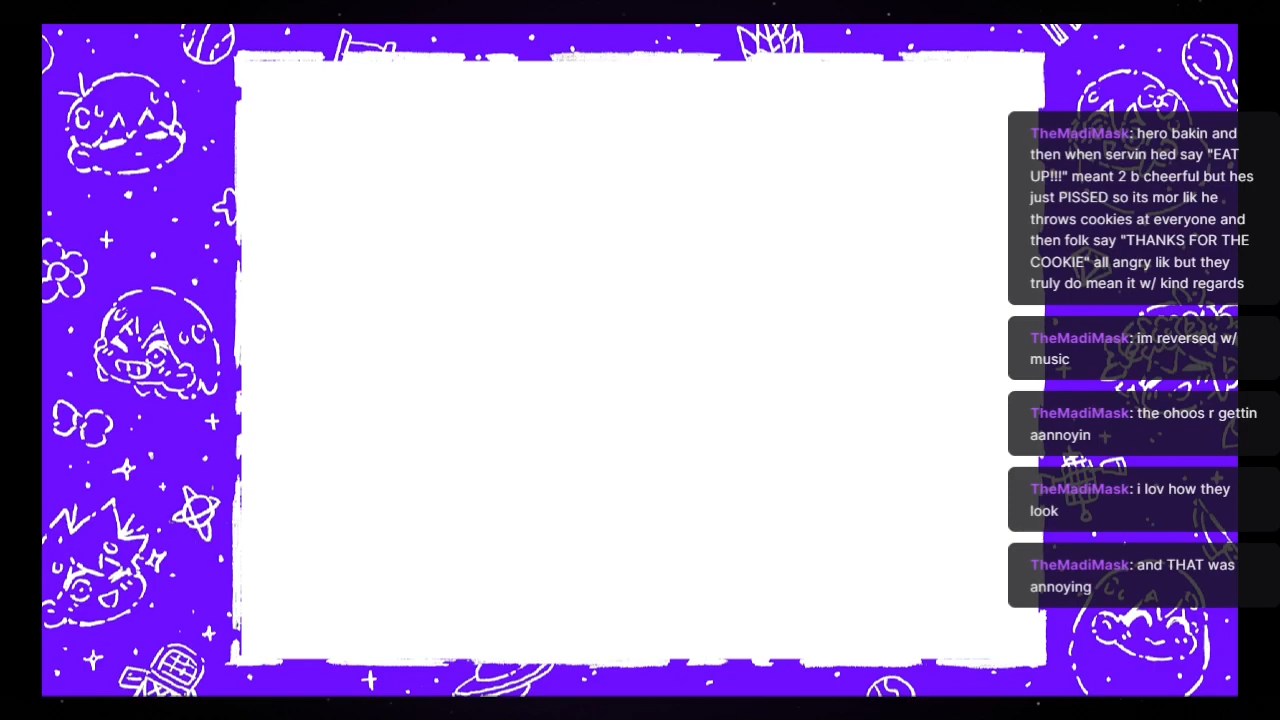 TheMadiMask: hero bakin and
then when servin hed say "EAT
UP!!!" meant 2 b cheerful but hes
just PISSED so its mor lik he
throws cookies at everyone and
then folk say "THANKS FOR THE
COOKIE" all angry lik but they
truly do mean it w/ kind regards
TheMadiMask: im reversed w/
music
TheMadiMask: the ohoos r gettin
aannoyin
TheMadiMask: i lov how they
look
TheMadiMask: and THAT was
annoying